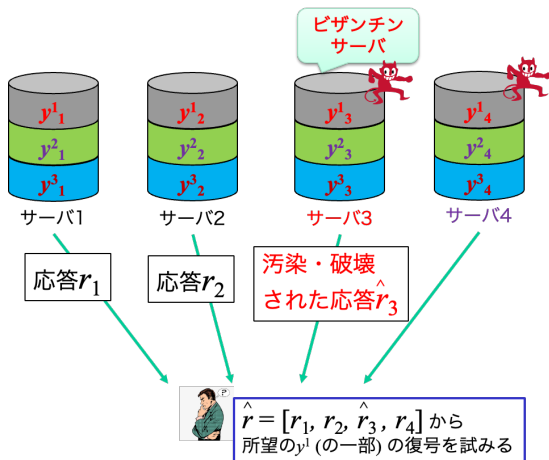 ビザンチン
サーバ
y¹₁ y¹₂ y¹₃ y¹₄
y²₁ y²₂ y²₃ y²₄
y³₁ y³₂ y³₃ y³₄
サーバ1 サーバ2 サーバ3 サーバ4
応答r₁ 応答r₂ 汚染・破壊
された応答r̂₃
?
r̂ = [r₁, r₂, r̂₃, r₄] から
所望のy¹ (の一部) の復号を試みる